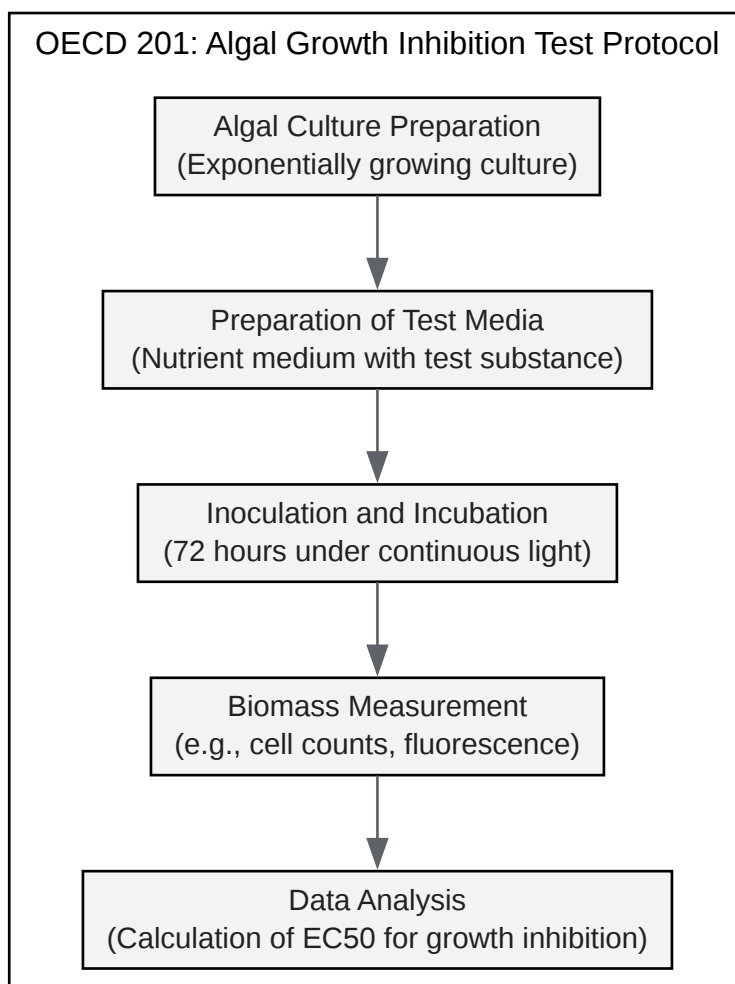 OECD 201: Algal Growth Inhibition Test Protocol
Algal Culture Preparation
(Exponentially growing culture)
Preparation of Test Media
(Nutrient medium with test substance)
Inoculation and Incubation
(72 hours under continuous light)
Biomass Measurement
(e.g., cell counts, fluorescence)
Data Analysis
(Calculation of EC50 for growth inhibition)